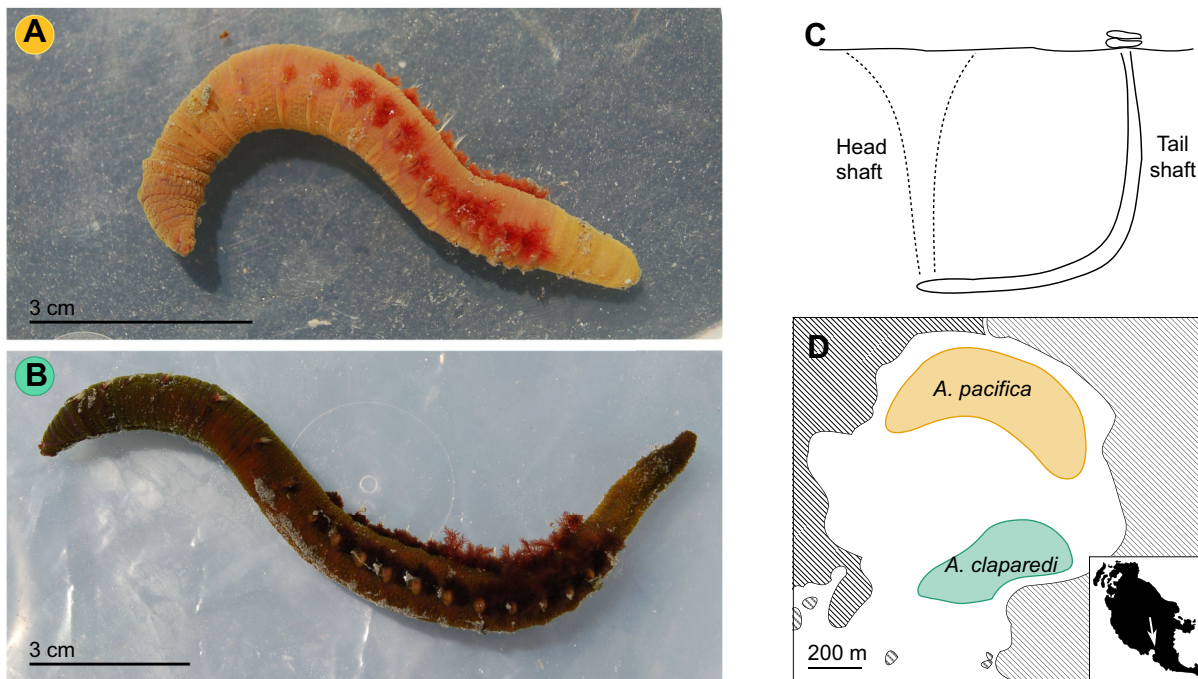 A
3 cm
B
3 cm
C
Head
shaft
Tail
shaft
D
A. pacifica
A. claparedi
200 m